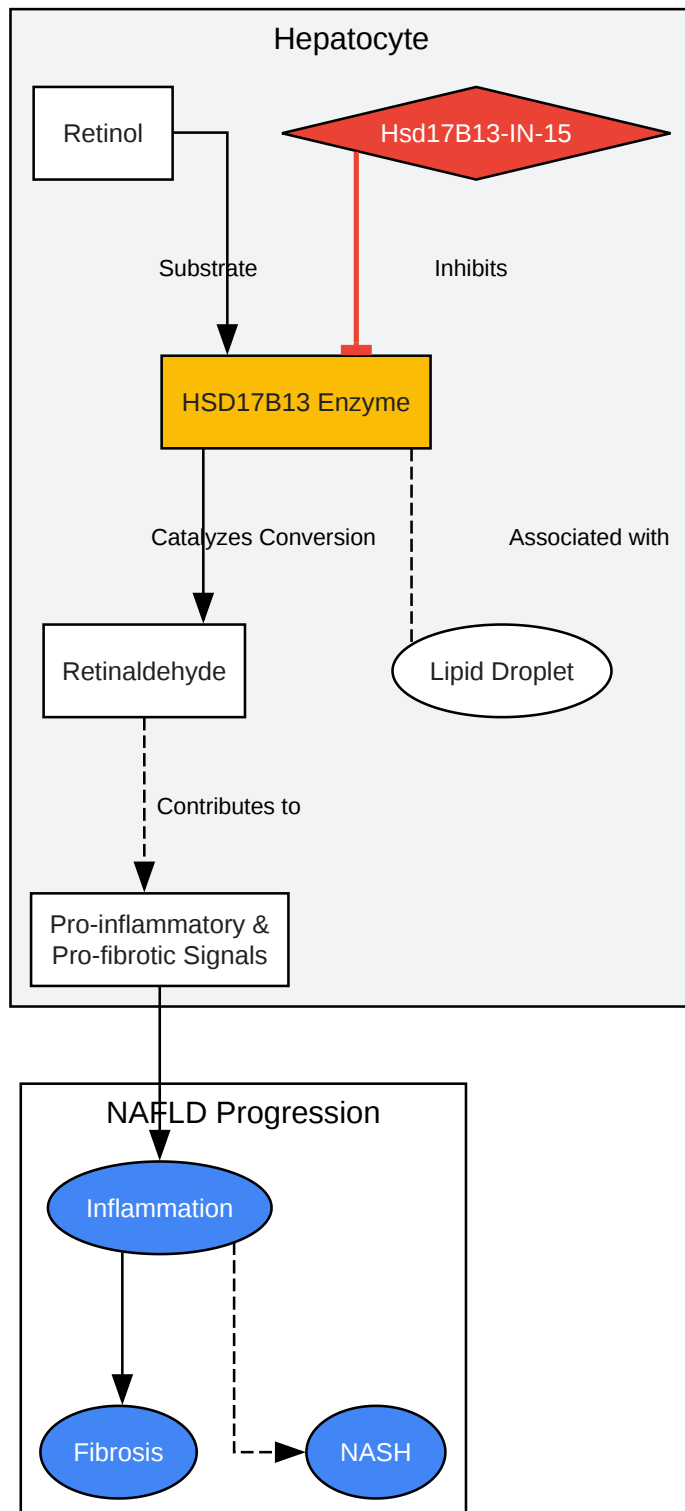 Hepatocyte
Retinol
Hsd17B13-IN-15
Substrate
Inhibits
HSD17B13 Enzyme
Catalyzes Conversion
Associated with
Retinaldehyde
Lipid Droplet
Contributes to
Pro-inflammatory &
Pro-fibrotic Signals
NAFLD Progression
Inflammation
Fibrosis
NASH